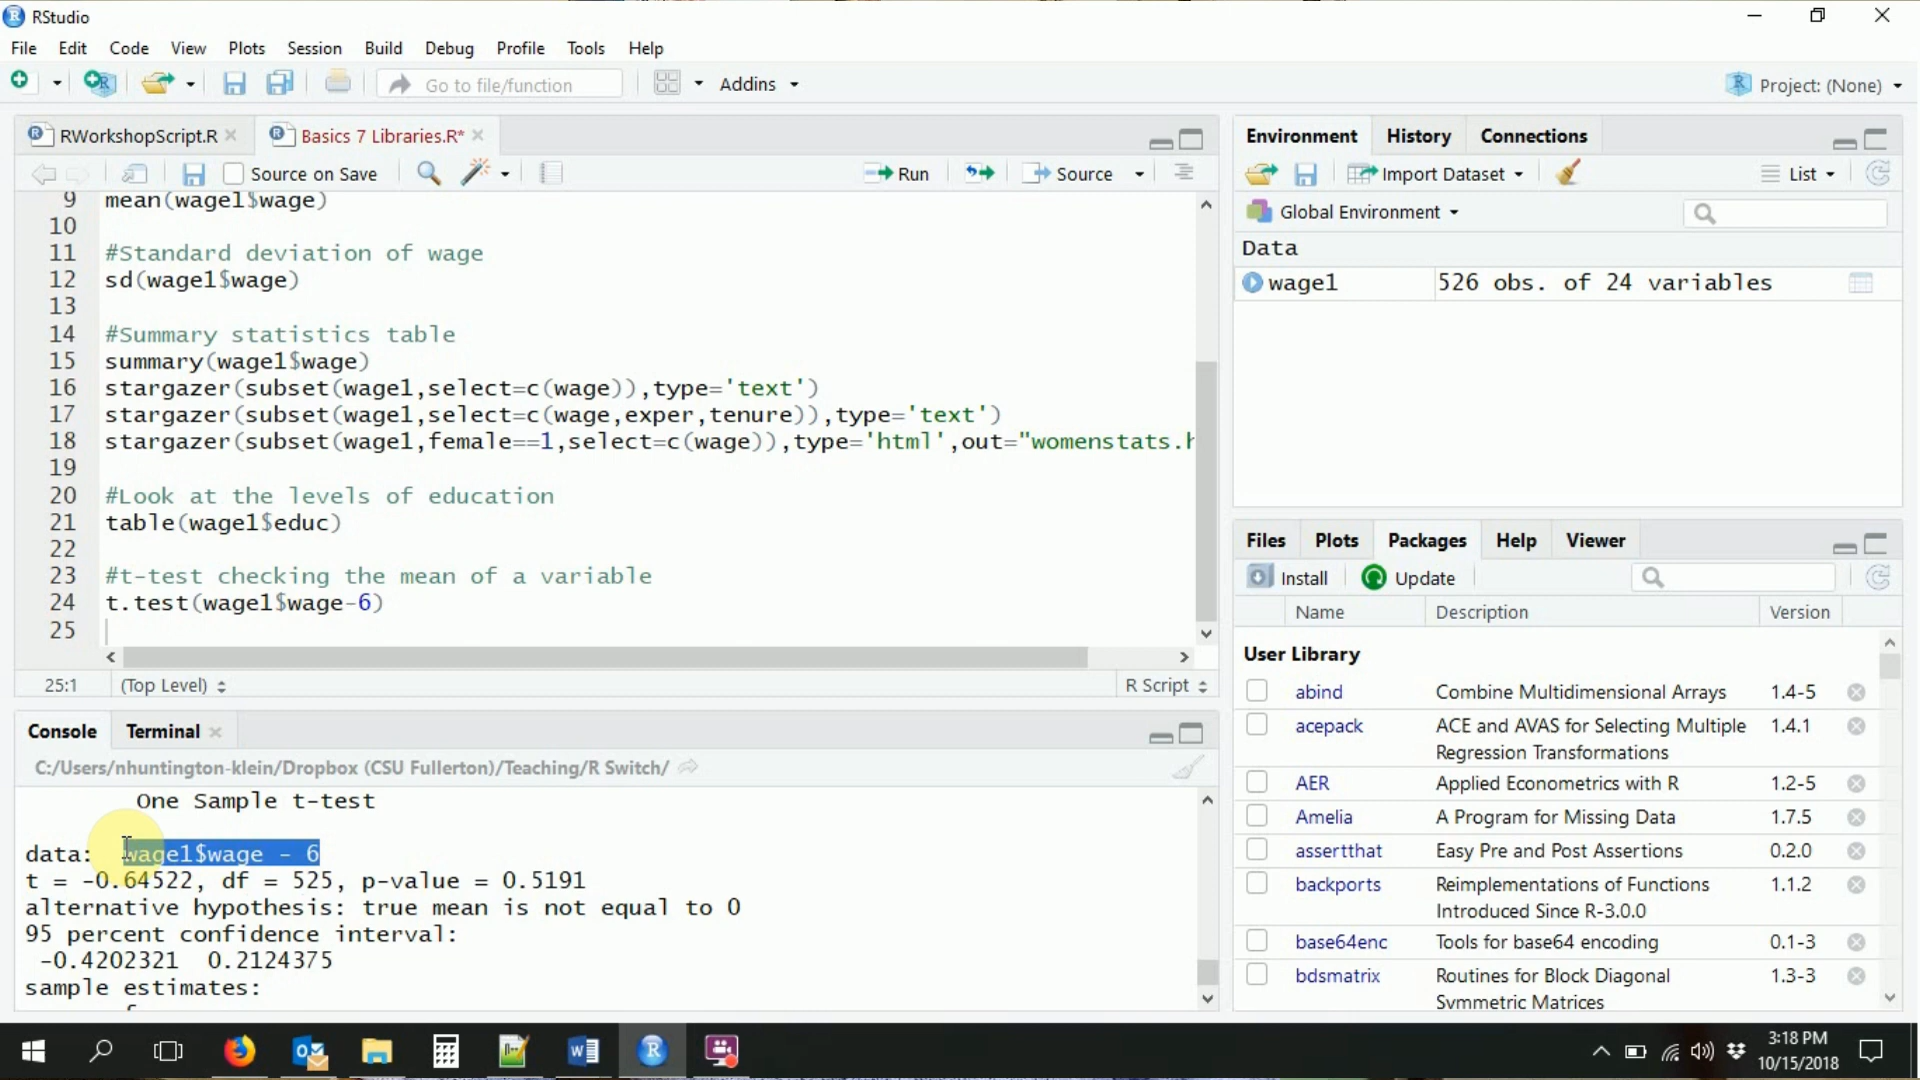 RStudio
File Edit Code View Plots Session Build Debug Profile Tools Help
Go to file/function Addins Project: (None)
RWorkshopScript.R Basics 7 Libraries.R*
Source on Save Run Source
9 mean(wage1$wage)
10
11 #Standard deviation of wage
12 sd(wage1$wage)
13
14 #Summary statistics table
15 summary(wage1$wage)
16 stargazer(subset(wage1,select=c(wage)),type='text')
17 stargazer(subset(wage1,select=c(wage,exper,tenure)),type='text')
18 stargazer(subset(wage1,female==1,select=c(wage)),type='html',out="womenstats.h
19
20 #Look at the levels of education
21 table(wage1$educ)
22
23 #t-test checking the mean of a variable
24 t.test(wage1$wage-6)
25
25:1 (Top Level) R Script
Console Terminal
C:/Users/nhuntington-klein/Dropbox (CSU Fullerton)/Teaching/R Switch/
One Sample t-test
data: wage1$wage - 6
t = -0.64522, df = 525, p-value = 0.5191
alternative hypothesis: true mean is not equal to 0
95 percent confidence interval:
-0.4202321 0.2124375
sample estimates:
Environment History Connections
Import Dataset List
Global Environment
Data
wage1 526 obs. of 24 variables
Files Plots Packages Help Viewer
Install Update
Name Description Version
User Library
abind Combine Multidimensional Arrays 1.4-5
acepack ACE and AVAS for Selecting Multiple 1.4.1
Regression Transformations
AER Applied Econometrics with R 1.2-5
Amelia A Program for Missing Data 1.7.5
assertthat Easy Pre and Post Assertions 0.2.0
backports Reimplementations of Functions 1.1.2
Introduced Since R-3.0.0
base64enc Tools for base64 encoding 0.1-3
bdsmatrix Routines for Block Diagonal 1.3-3
Symmetric Matrices
3:18 PM
10/15/2018